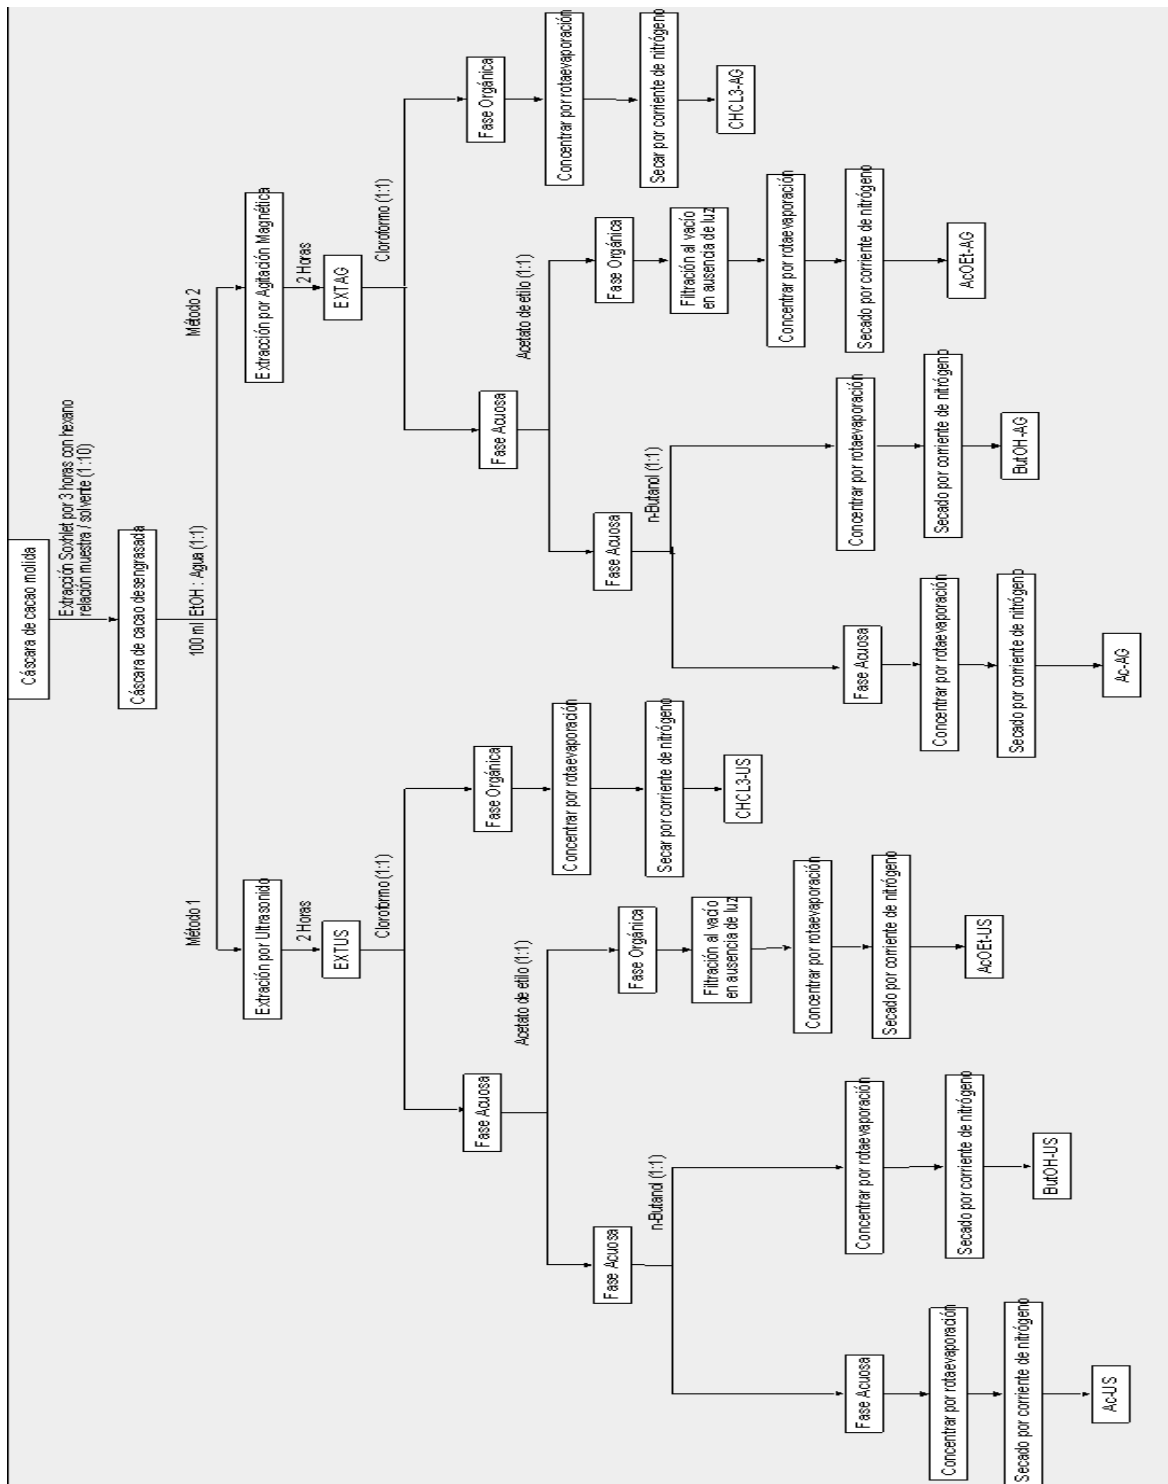 Cáscara de cacao molida
Extracción Soxhlet por 3 horas con hexano
relación muestra / solvente (1:10)
Cáscara de cacao desengrasada
100 ml EtOH : Agua (1:1)
Método 1
Método 2
Extración por Ultrasonido
2 Horas
EXTUS
Cloroformo (1:1)
Fase Acuosa
Fase Orgánica
Concentrar por rotaevaporación
Secar por corriente de nitrógeno
CHCL3-US
Acetato de etilo (1:1)
Fase Acuosa
Fase Orgánica
Filtración al vacío
en ausencia de luz
Concentrar por rotaevaporación
Secado por corriente de nitrógeno
AcOEt-US
n-Butanol (1:1)
Concentrar por rotaevaporación
Secado por corriente de nitrógeno
ButOH-US
Fase Acuosa
Concentrar por rotaevaporación
Secado por corriente de nitrógeno
Ac-US
Extracción por Agitación Magnética
2 Horas
EXTAG
Cloroformo (1:1)
Fase Acuosa
Fase Orgánica
Concentrar por rotaevaporación
Secar por corriente de nitrógeno
CHCL3-AG
Acetato de etilo (1:1)
Fase Acuosa
Fase Orgánica
Filtración al vacío
en ausencia de luz
Concentrar por rotaevaporación
Secado por corriente de nitrógeno
AcOEt-AG
n-Butanol (1:1)
Concentrar por rotaevaporación
Secado por corriente de nitrógeno
ButOH-AG
Fase Acuosa
Concentrar por rotaevaporación
Secado por corriente de nitrógeno
Ac-AG